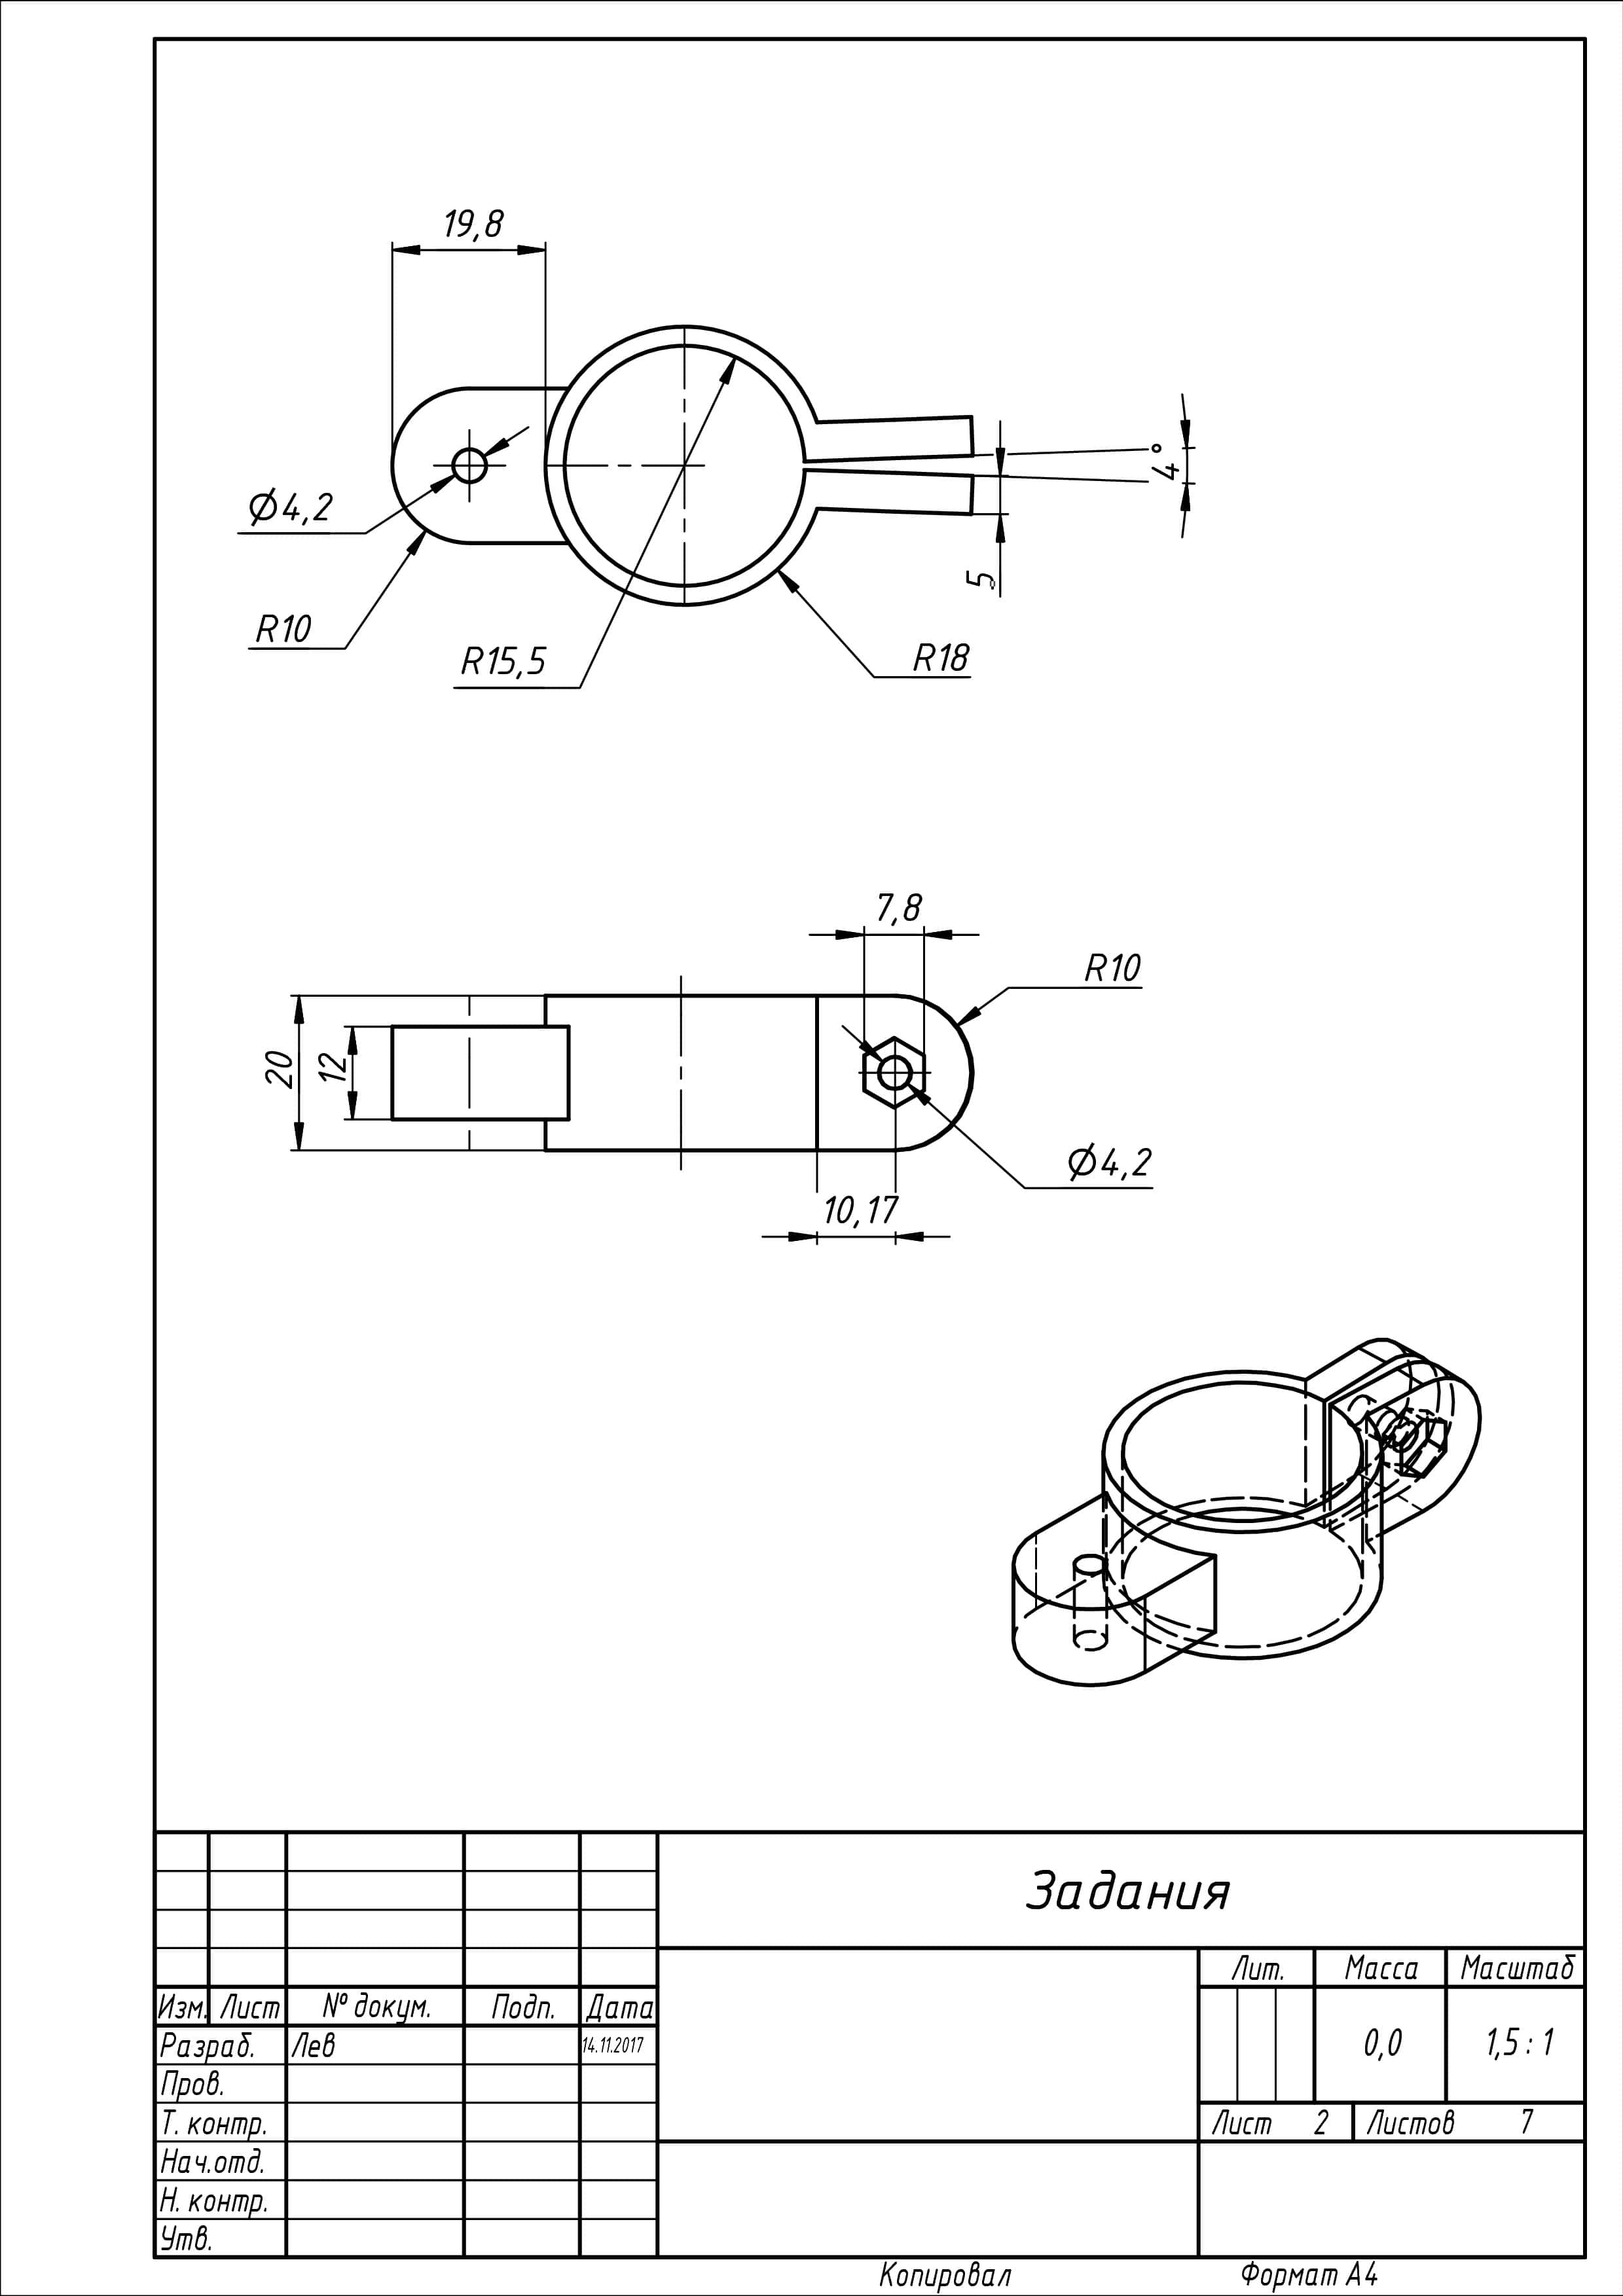 19,8
Ø4,2
R10
R15,5
R18
5
4°
7,8
R10
20
12
Ø4,2
10,17
Задания
Лит. Масса Масштаб
Изм. Лист № докум. Подп. Дата
Разраб. Лев 14.11.2017
0,0 1,5 : 1
Пров.
Т. контр.
Лист 2 Листов 7
Нач.отд.
Н. контр.
Утв.
Копировал Формат А4